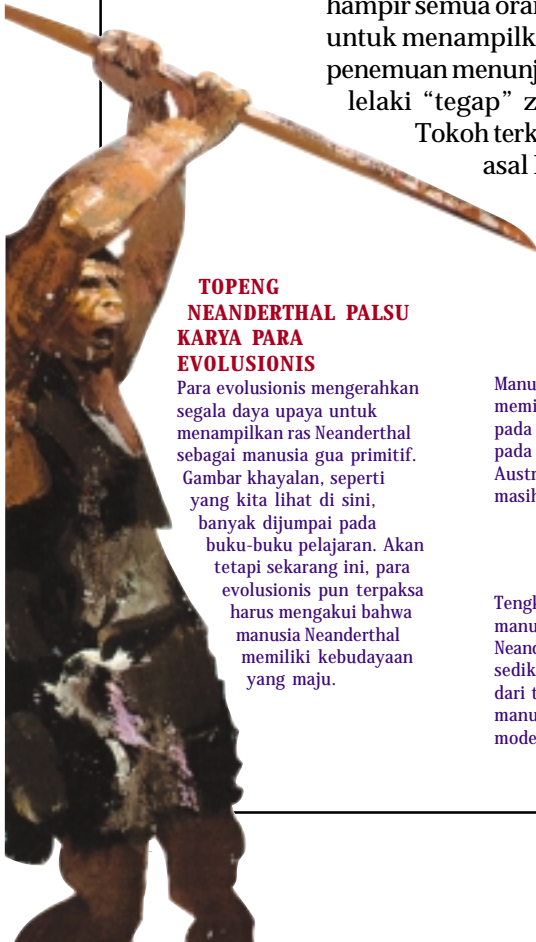 hampir semua oran
untuk menampilk
penemuan menunj
lelaki “tegap” z
Tokoh terk
asal
TOPENG
NEANDERTHAL PALSU
KARYA PARA
EVOLUSIONIS
Para evolusionis mengerahkan
segala daya upaya untuk
menampilkan ras Neanderthal
sebagai manusia gua primitif.
Gambar khayalan, seperti
yang kita lihat di sini,
banyak dijumpai pada
buku-buku pelajaran. Akan
tetapi sekarang ini, para
evolusionis pun terpaksa
harus mengakui bahwa
manusia Neanderthal
memiliki kebudayaan
yang maju.
Manu
memi
pada
pada
Austr
masih
Tengk
manu
Neand
sedik
dari t
manu
mode